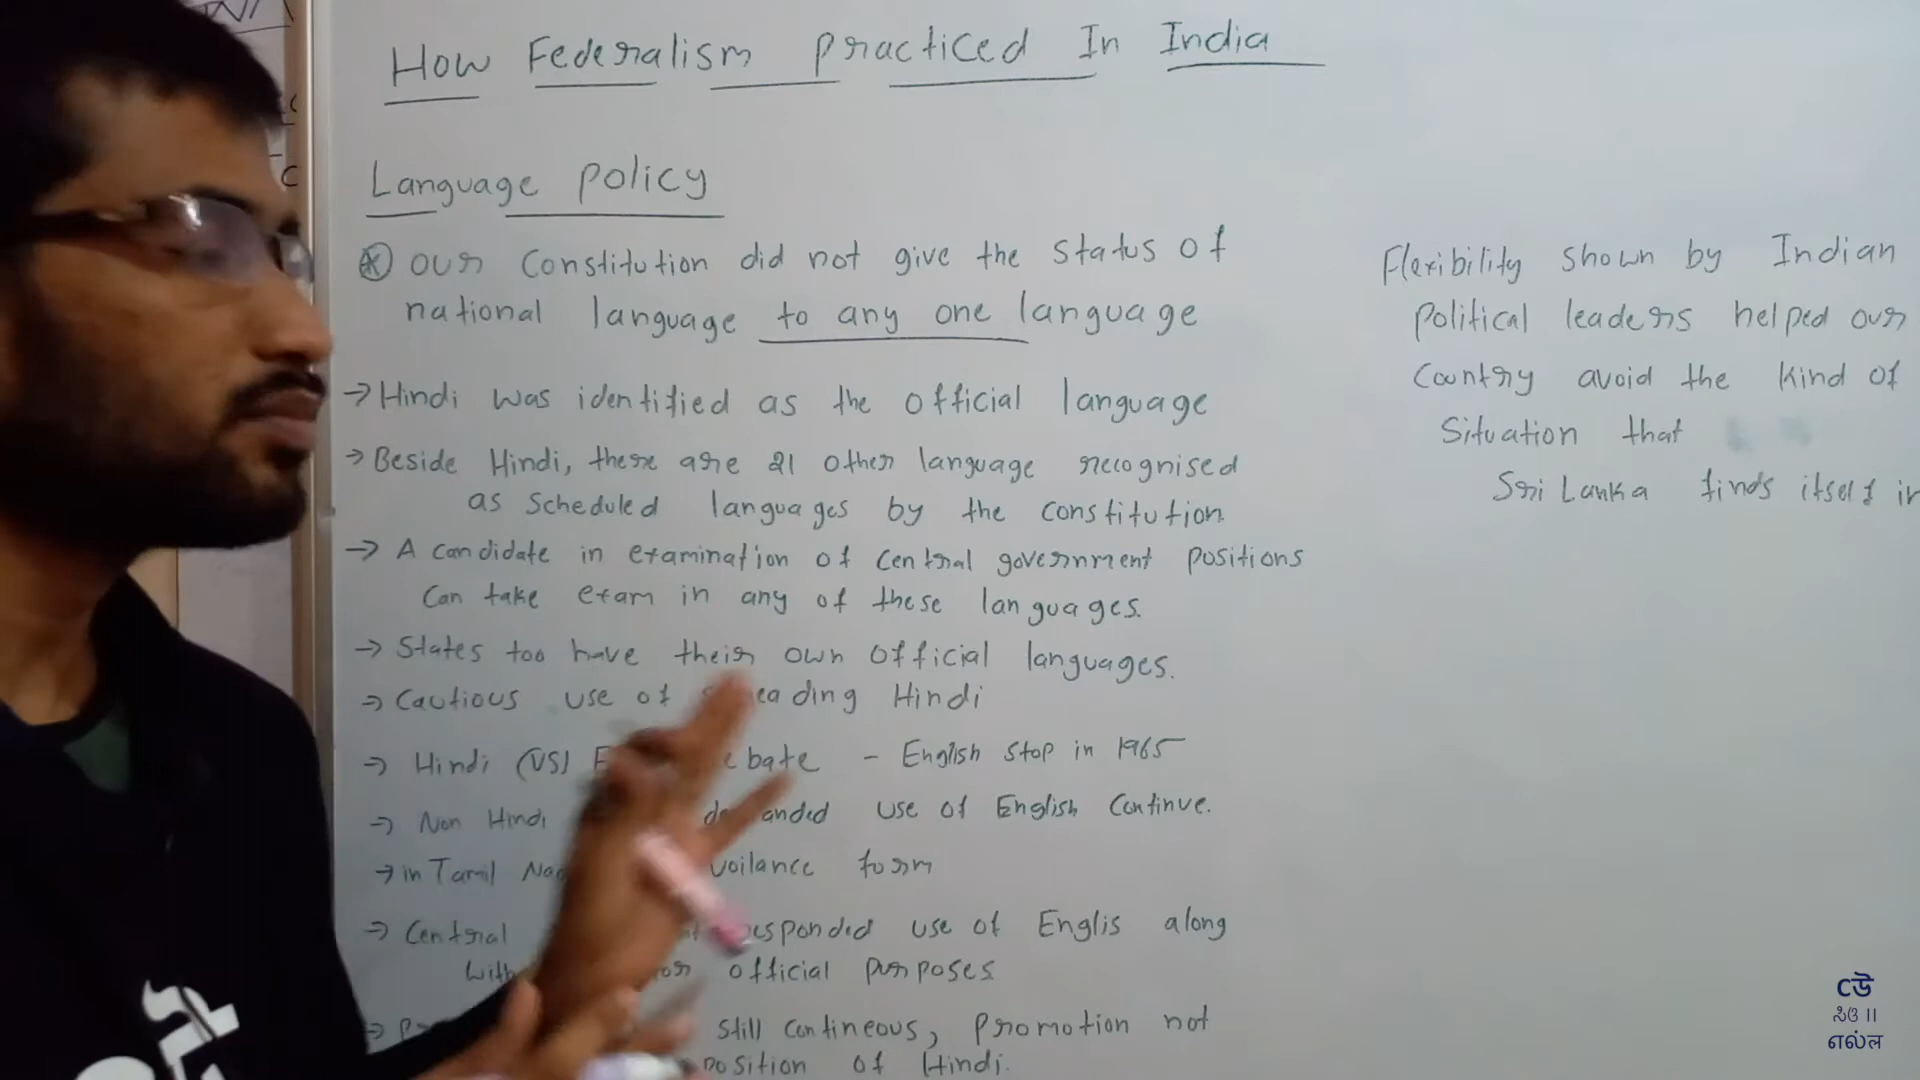 How Federalism Practiced In India
Language Policy
* Our Constitution did not give the status of
national language to any one language
→ Hindi was identified as the official language
→ Beside Hindi, there are 21 other language recognised
as scheduled languages by the constitution.
→ A candidate in examination of central government positions
can take exam in any of these languages.
→ States too have their own official languages.
→ Cautious use of Hindi
→ Hindi (VS) - English stop in 1965
→ Non Hindi use of English Continue.
→ in Tamil voilance form
→ Central use of Englis along
official purposes
→ still contineous, promotion not
of Hindi.
Flexibility shown by Indian
political leaders helped our
Country avoid the kind of
Situation that
Sri Lanka finds itself in
Cউ
ಸಿಓ ।।
எல்ல